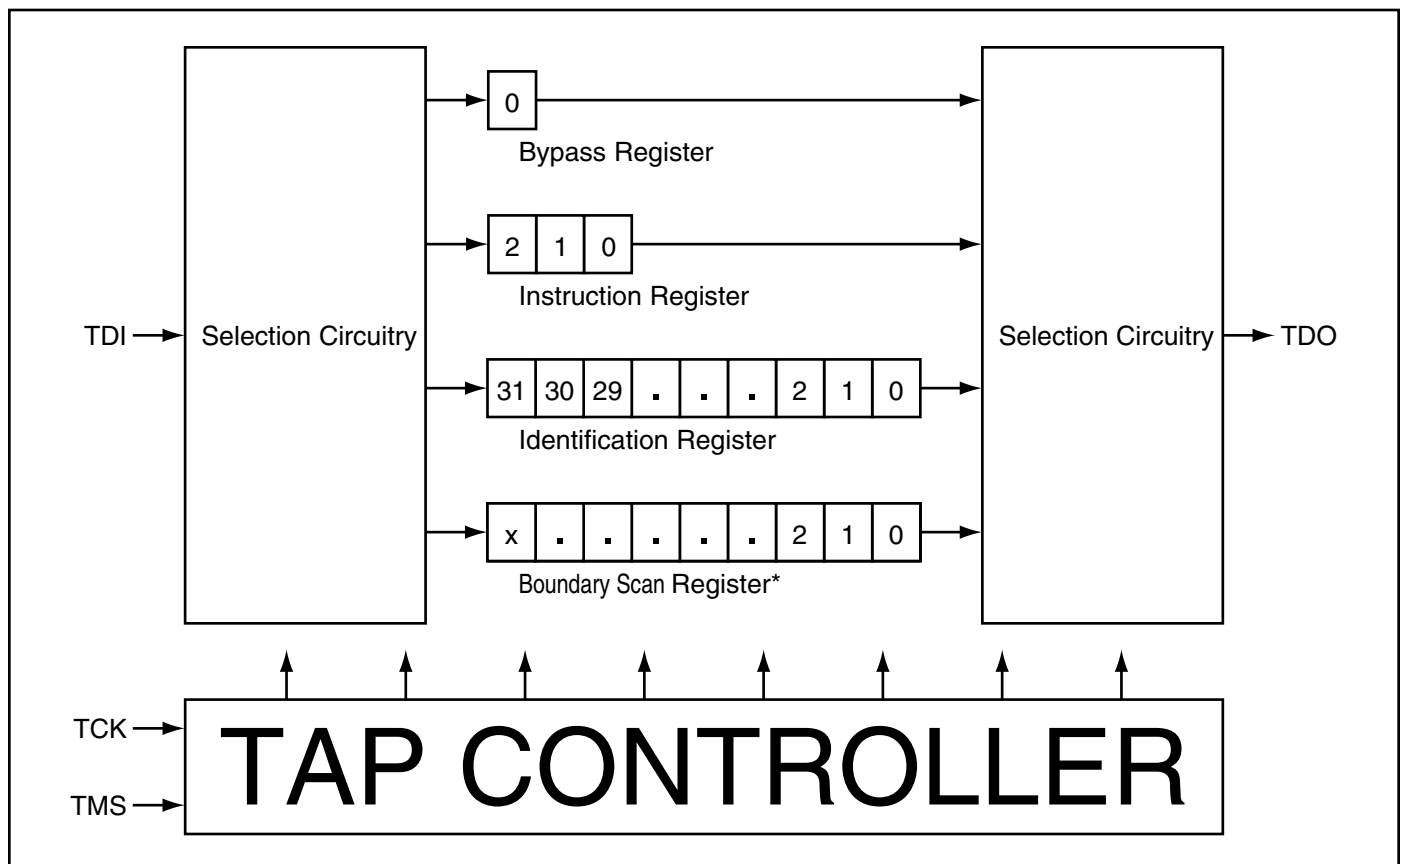 0
Bypass Register
2 1 0
Instruction Register
TDI
Selection Circuitry
Selection Circuitry
TDO
31 30 29 . . . 2 1 0
Identification Register
x . . . . . 2 1 0
Boundary Scan Register*
TCK
TAP CONTROLLER
TMS